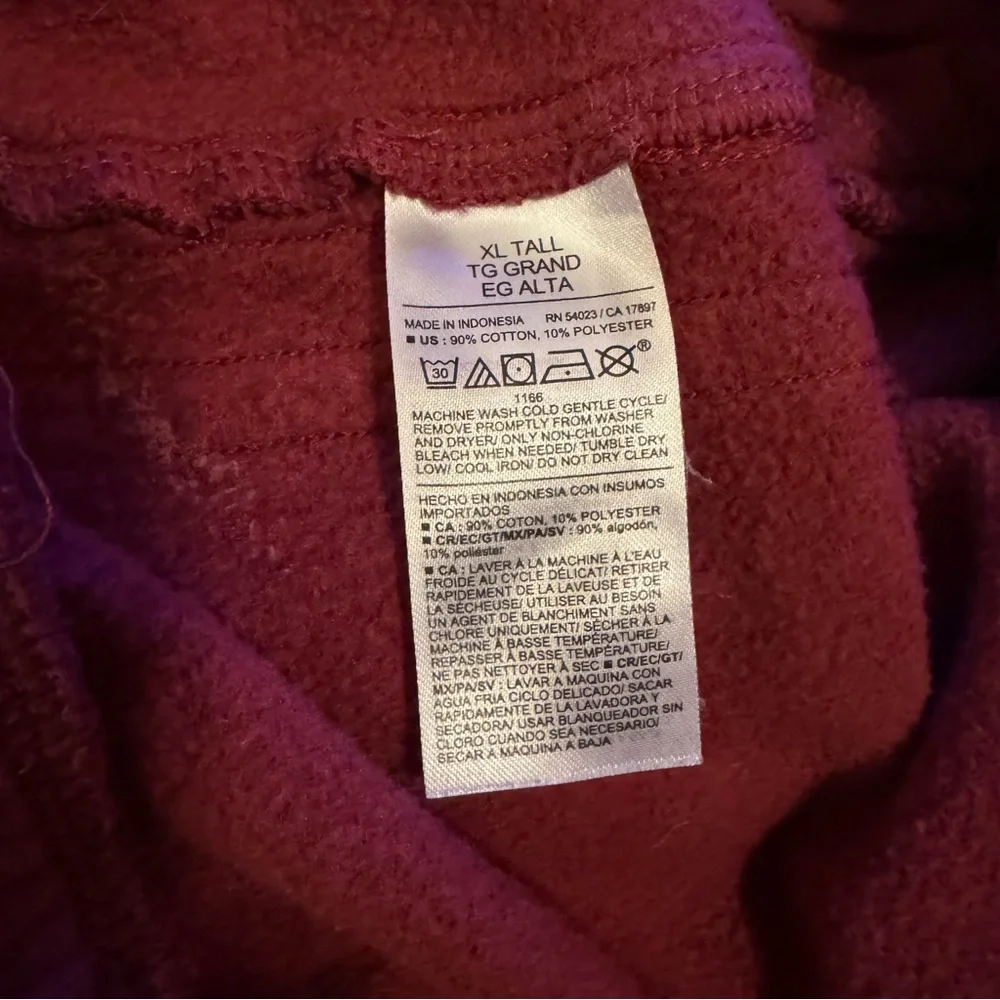 XL TALL
TG GRAND
EG ALTA
MADE IN INDONESIA RN 54023 / CA 17897
■ US : 90% COTTON, 10% POLYESTER
30 ®
1166
MACHINE WASH COLD GENTLE CYCLE/
REMOVE PROMPTLY FROM WASHER
AND DRYER/ ONLY NON-CHLORINE
BLEACH WHEN NEEDED/ TUMBLE DRY
LOW/ COOL IRON/ DO NOT DRY CLEAN
HECHO EN INDONESIA CON INSUMOS
IMPORTADOS
■ CA : 90% COTON, 10% POLYESTER
■ CR/EC/GT/MX/PA/SV : 90% algodón,
10% poliéster
■ CA : LAVER À LA MACHINE À L'EAU
FROIDE AU CYCLE DÉLICAT/ RETIRER
RAPIDEMENT DE LA LAVEUSE ET DE
LA SÉCHEUSE/ UTILISER AU BESOIN
UN AGENT DE BLANCHIMENT SANS
CHLORE UNIQUEMENT/ SÉCHER À LA
MACHINE À BASSE TEMPÉRATURE/
REPASSER À BASSE TEMPÉRATURE/
NE PAS NETTOYER À SEC ■ CR/EC/GT/
MX/PA/SV : LAVAR A MAQUINA CON
AGUA FRIA CICLO DELICADO/ SACAR
RAPIDAMENTE DE LA LAVADORA Y
SECADORA/ USAR BLANQUEADOR SIN
CLORO CUANDO SEA NECESARIO/
SECAR A MAQUINA A BAJA